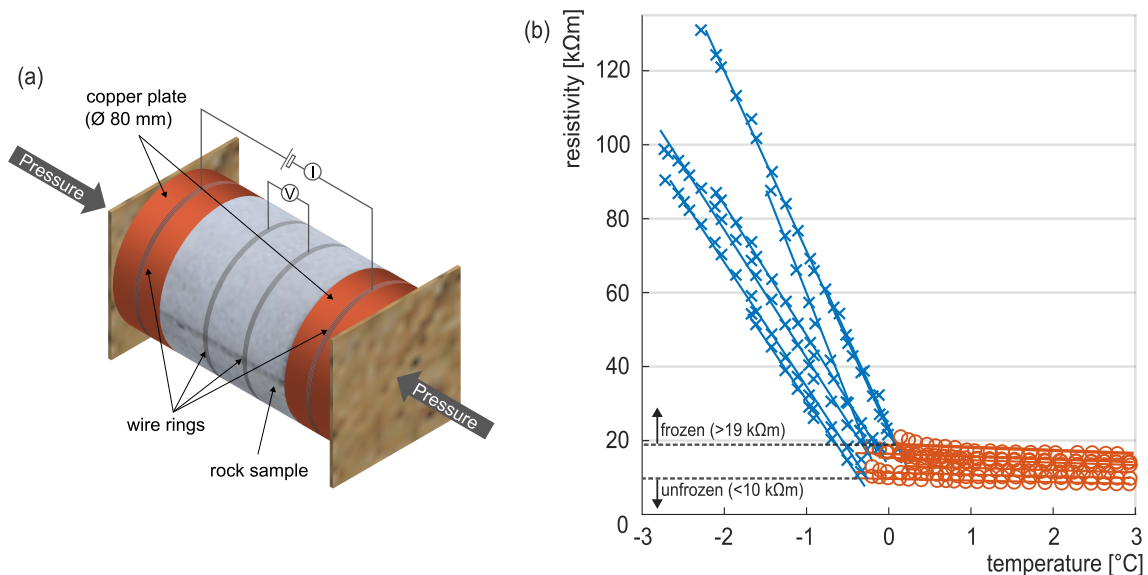 (a)
copper plate
(Ø 80 mm)
Pressure
I
V
Pressure
wire rings
rock sample
(b)
resistivity [kΩm]
120
100
80
60
40
20
0
frozen (>19 kΩm)
unfrozen (<10 kΩm)
-3
-2
-1
0
1
2
3
temperature [°C]